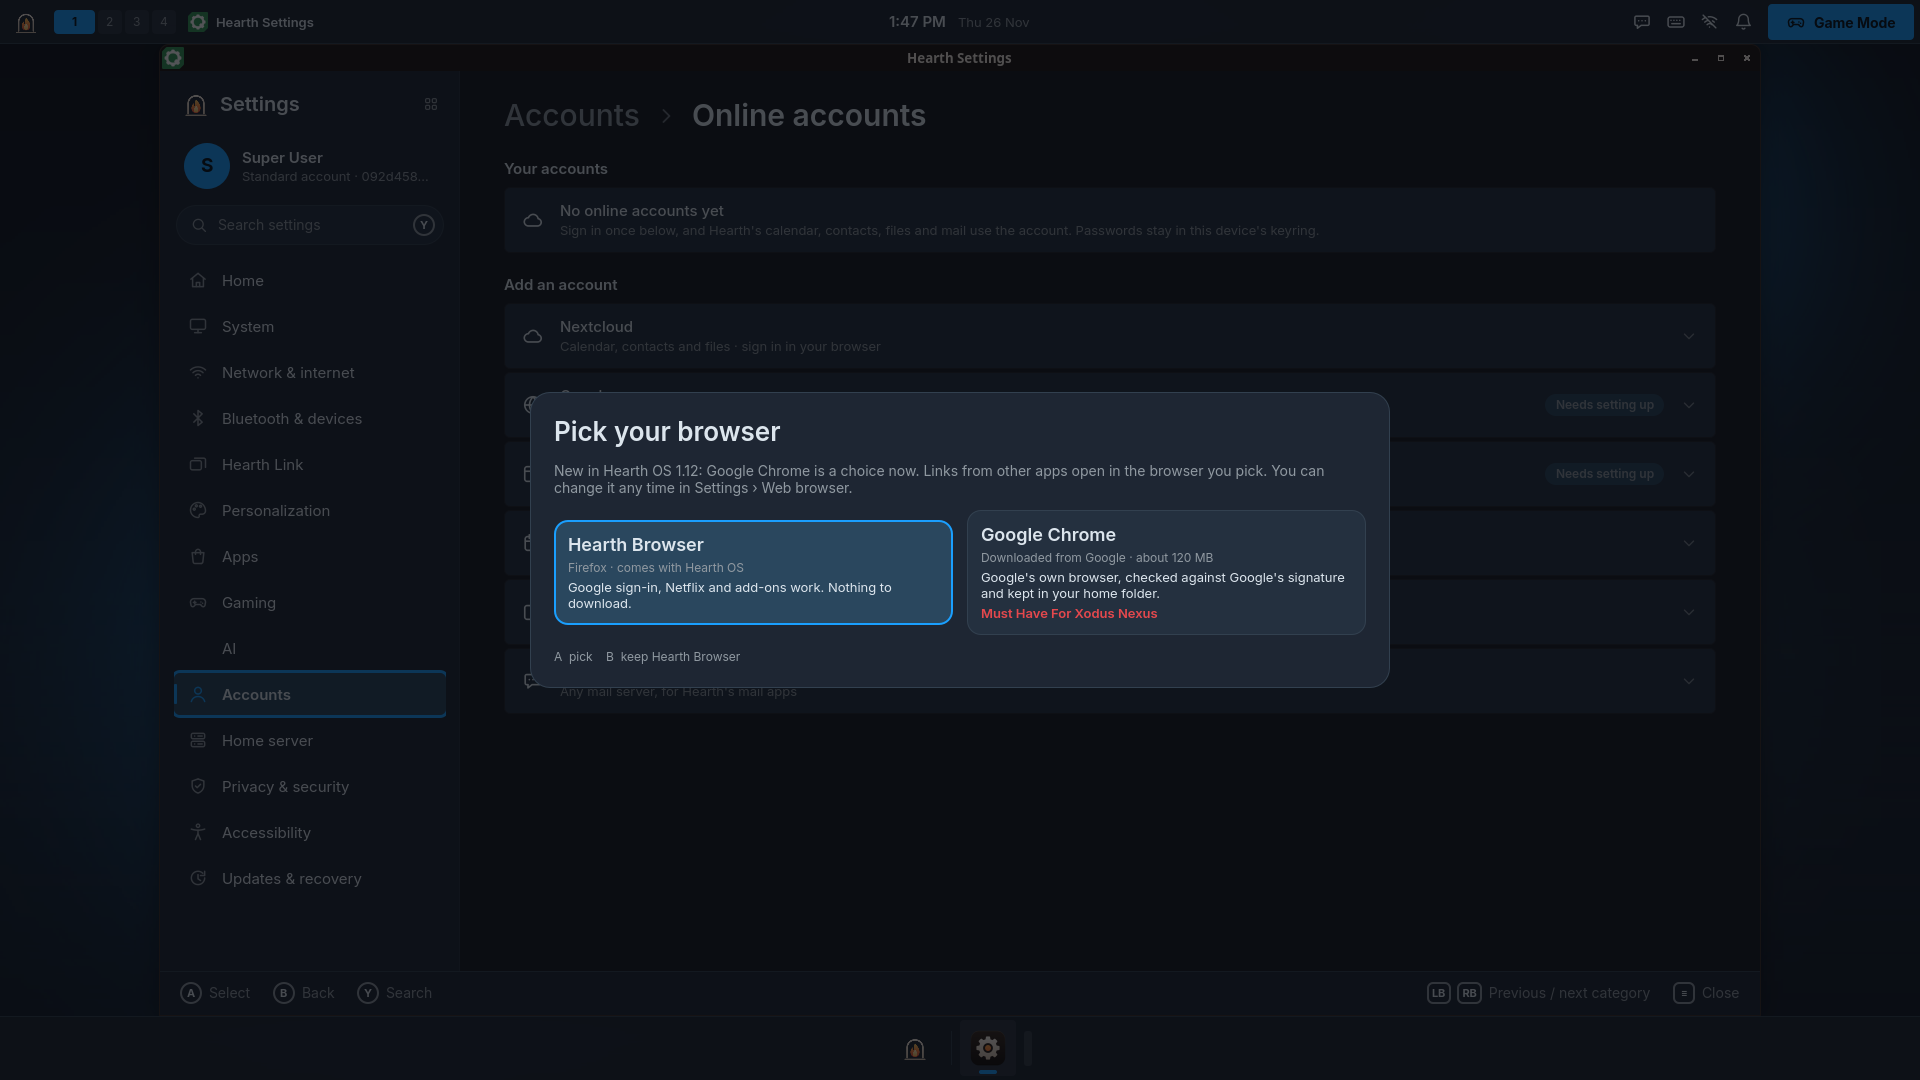 1 2 3 4 Hearth Settings
1:47 PM Thu 26 Nov
Game Mode
Hearth Settings
Settings
S
Super User
Standard account · 092d458...
Search settings Y
Home
System
Network & internet
Bluetooth & devices
Hearth Link
Personalization
Apps
Gaming
AI
Accounts
Home server
Privacy & security
Accessibility
Updates & recovery
Accounts › Online accounts
Your accounts
No online accounts yet
Sign in once below, and Hearth's calendar, contacts, files and mail use the account. Passwords stay in this device's keyring.
Add an account
Nextcloud
Calendar, contacts and files · sign in in your browser
Needs setting up
Needs setting up
Pick your browser
New in Hearth OS 1.12: Google Chrome is a choice now. Links from other apps open in the browser you pick. You can
change it any time in Settings › Web browser.
Hearth Browser
Firefox · comes with Hearth OS
Google sign-in, Netflix and add-ons work. Nothing to
download.
Google Chrome
Downloaded from Google · about 120 MB
Google's own browser, checked against Google's signature
and kept in your home folder.
Must Have For Xodus Nexus
A pick B keep Hearth Browser
Any mail server, for Hearth's mail apps
A Select B Back Y Search
LB RB Previous / next category ≡ Close